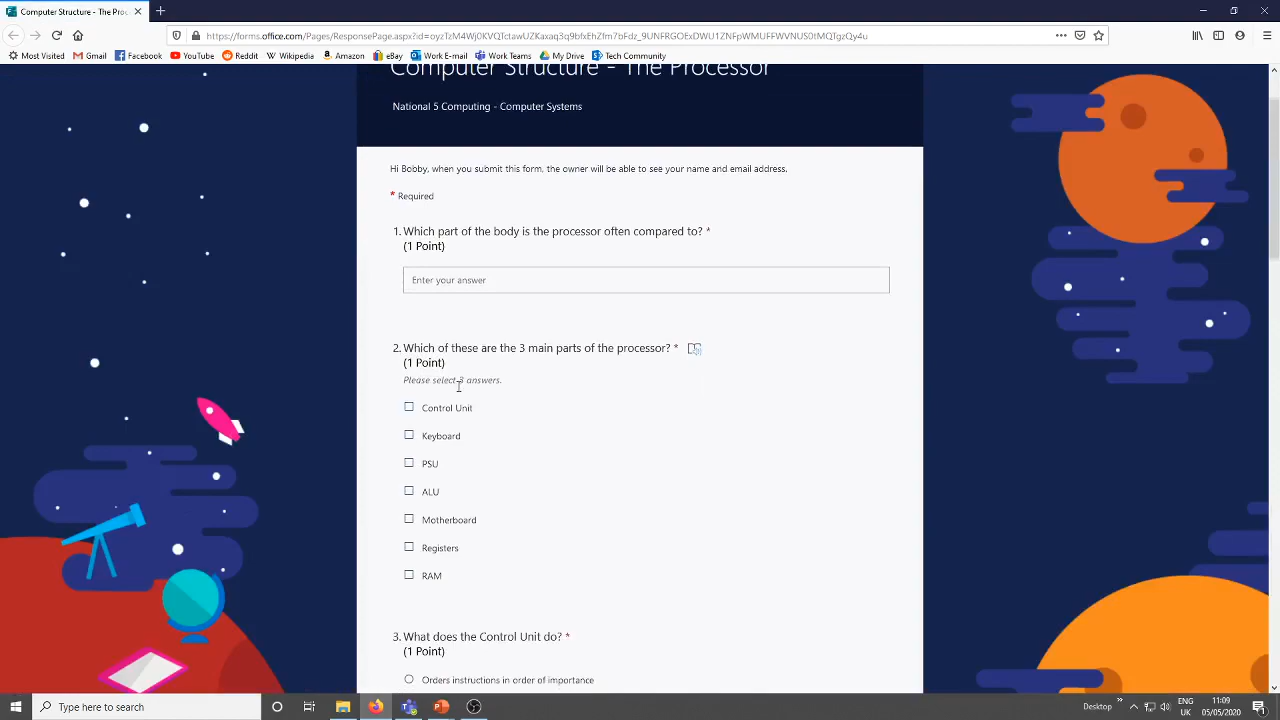 Computer Structure - The Proc
https://forms.office.com/Pages/ResponsePage.aspx?id=oyzTzM4Wj0KVQTctawUZKaxaq3q9bfxEhZfm7bFdz_9UNFRGOExDWU1ZNFpWMUFFWVNUS0tMQTgzQy4u
Most Visited
Gmail
Facebook
YouTube
Reddit
Wikipedia
Amazon
eBay
Work E-mail
Work Teams
My Drive
Tech Community
Computer Structure - The Processor
National 5 Computing - Computer Systems
Hi Bobby, when you submit this form, the owner will be able to see your name and email address.
* Required
1. Which part of the body is the processor often compared to? *
(1 Point)
Enter your answer
2. Which of these are the 3 main parts of the processor? *
(1 Point)
Please select 3 answers.
Control Unit
Keyboard
PSU
ALU
Motherboard
Registers
RAM
3. What does the Control Unit do? *
(1 Point)
Orders instructions in order of importance
Type here to search
Desktop
ENG
UK
11:09
05/05/2020